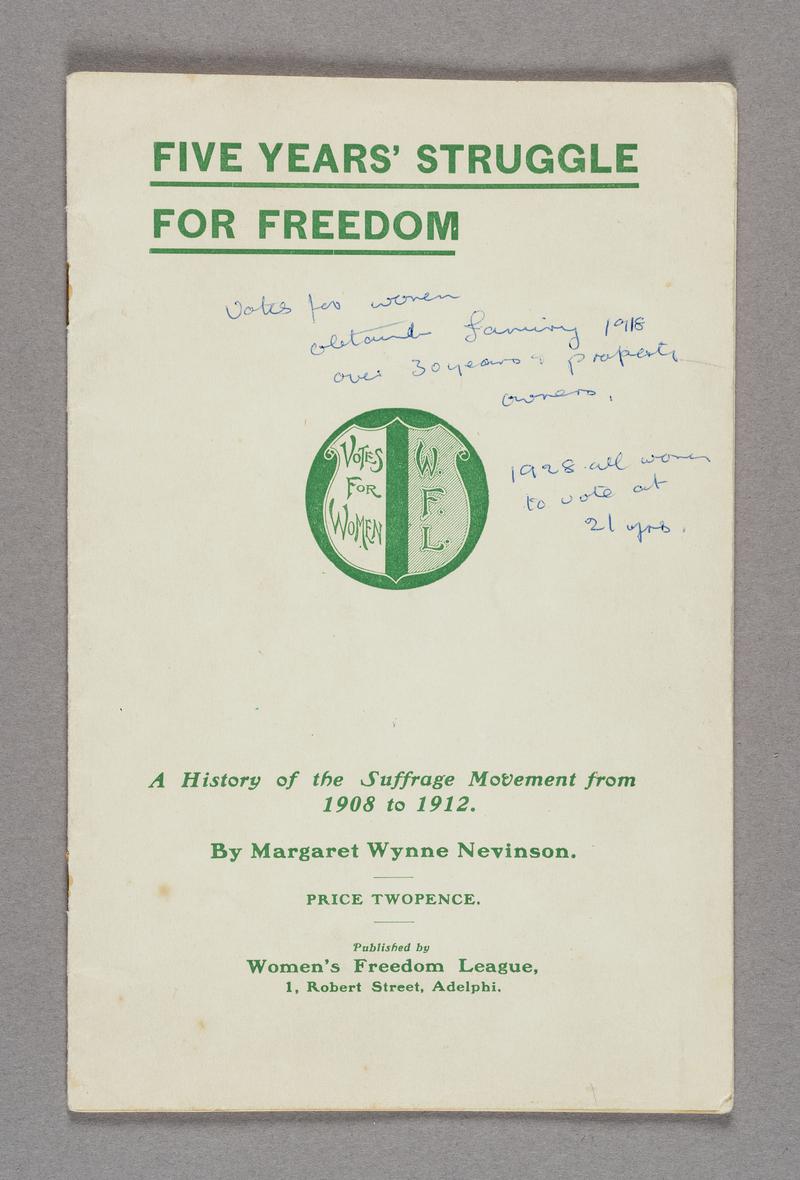 FIVE YEARS' STRUGGLE
FOR FREEDOM
Votes for women
obtained January 1918
over 30 years & property
owners.
VOTES
FOR
WOMEN
W.
F.
L.
1928 all women
to vote at
21 yrs.
A History of the Suffrage Movement from
1908 to 1912.
By Margaret Wynne Nevinson.
PRICE TWOPENCE.
Published by
Women's Freedom League,
1, Robert Street, Adelphi.